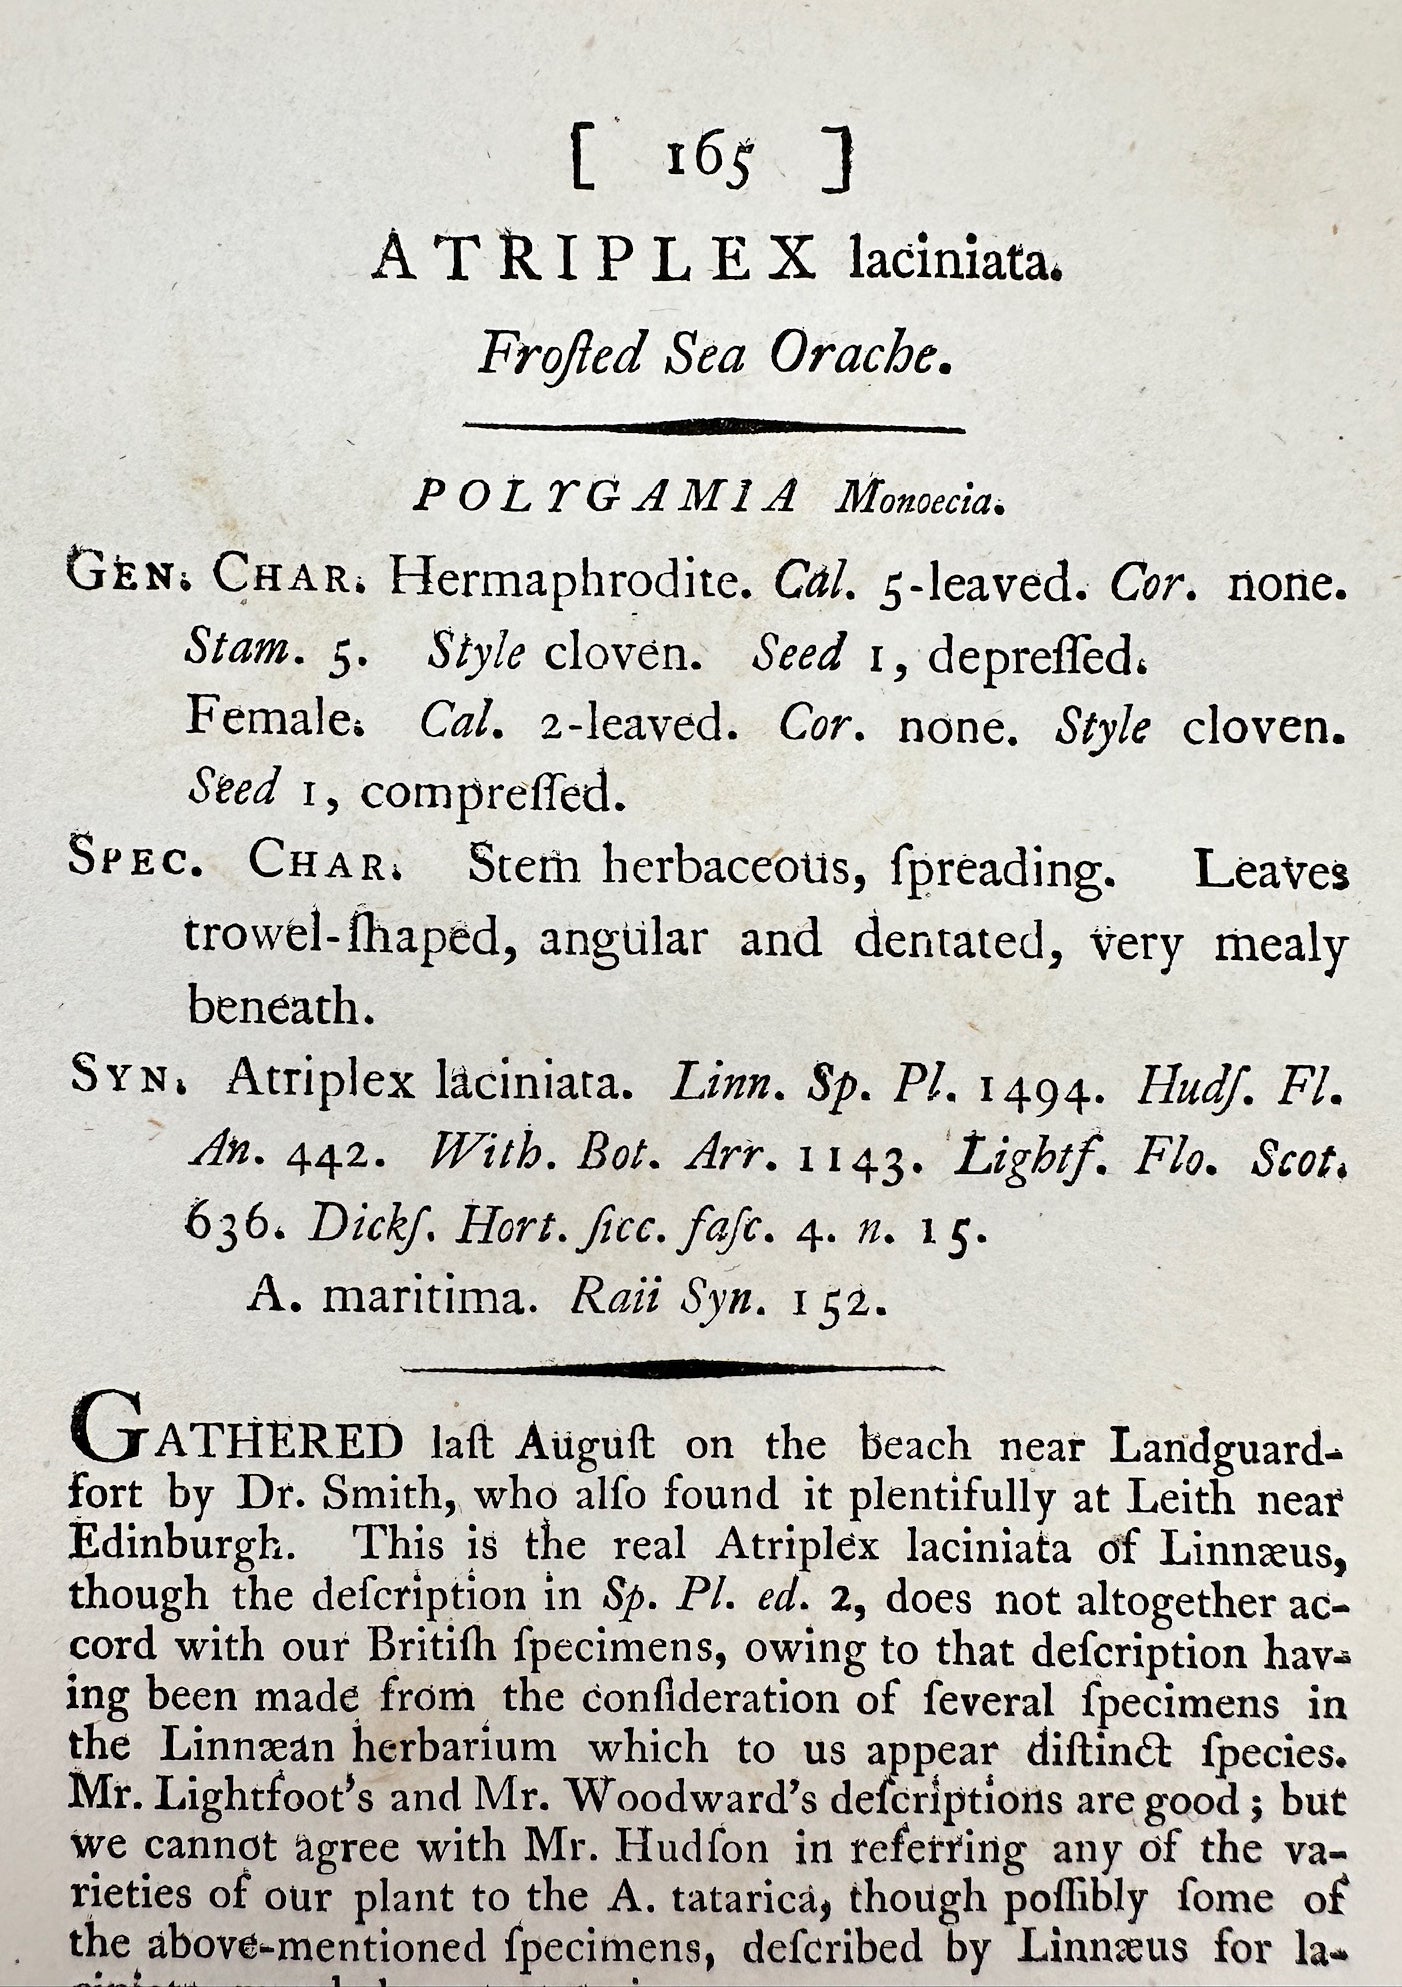 [ 165 ]
ATRIPLEX laciniata.
Froſted Sea Orache.
POLYGAMIA Monoecia.
GEN. CHAR. Hermaphrodite. Cal. 5-leaved. Cor. none.
Stam. 5. Style cloven. Seed 1, depreſſed.
Female. Cal. 2-leaved. Cor. none. Style cloven.
Seed 1, compreſſed.
SPEC. CHAR. Stem herbaceous, ſpreading. Leaves
trowel-ſhaped, angular and dentated, very mealy
beneath.
SYN. Atriplex laciniata. Linn. Sp. Pl. 1494. Hudſ. Fl.
An. 442. With. Bot. Arr. 1143. Lightf. Flo. Scot.
636. Dickſ. Hort. ſicc. faſc. 4. n. 15.
A. maritima. Raii Syn. 152.
GATHERED laſt Auguſt on the beach near Landguard-
fort by Dr. Smith, who alſo found it plentifully at Leith near
Edinburgh. This is the real Atriplex laciniata of Linnæus,
though the deſcription in Sp. Pl. ed. 2, does not altogether ac-
cord with our Britiſh ſpecimens, owing to that deſcription hav-
ing been made from the conſideration of ſeveral ſpecimens in
the Linnæan herbarium which to us appear diſtinct ſpecies.
Mr. Lightfoot's and Mr. Woodward's deſcriptions are good; but
we cannot agree with Mr. Hudſon in referring any of the va-
rieties of our plant to the A. tatarica, though poſſibly ſome of
the above-mentioned ſpecimens, deſcribed by Linnæus for la-